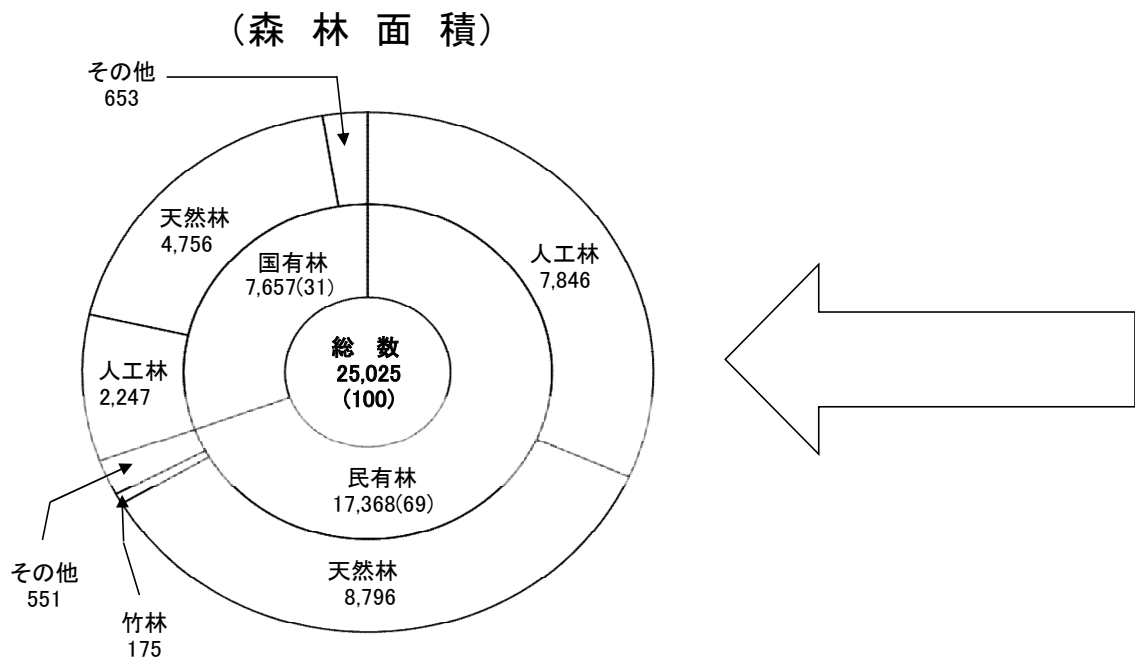 (森 林 面 積)
その他
653
人工林
7,846
天然林
4,756
国有林
7,657(31)
総 数
25,025
(100)
人工林
2,247
民有林
17,368(69)
天然林
8,796
その他
551
竹林
175